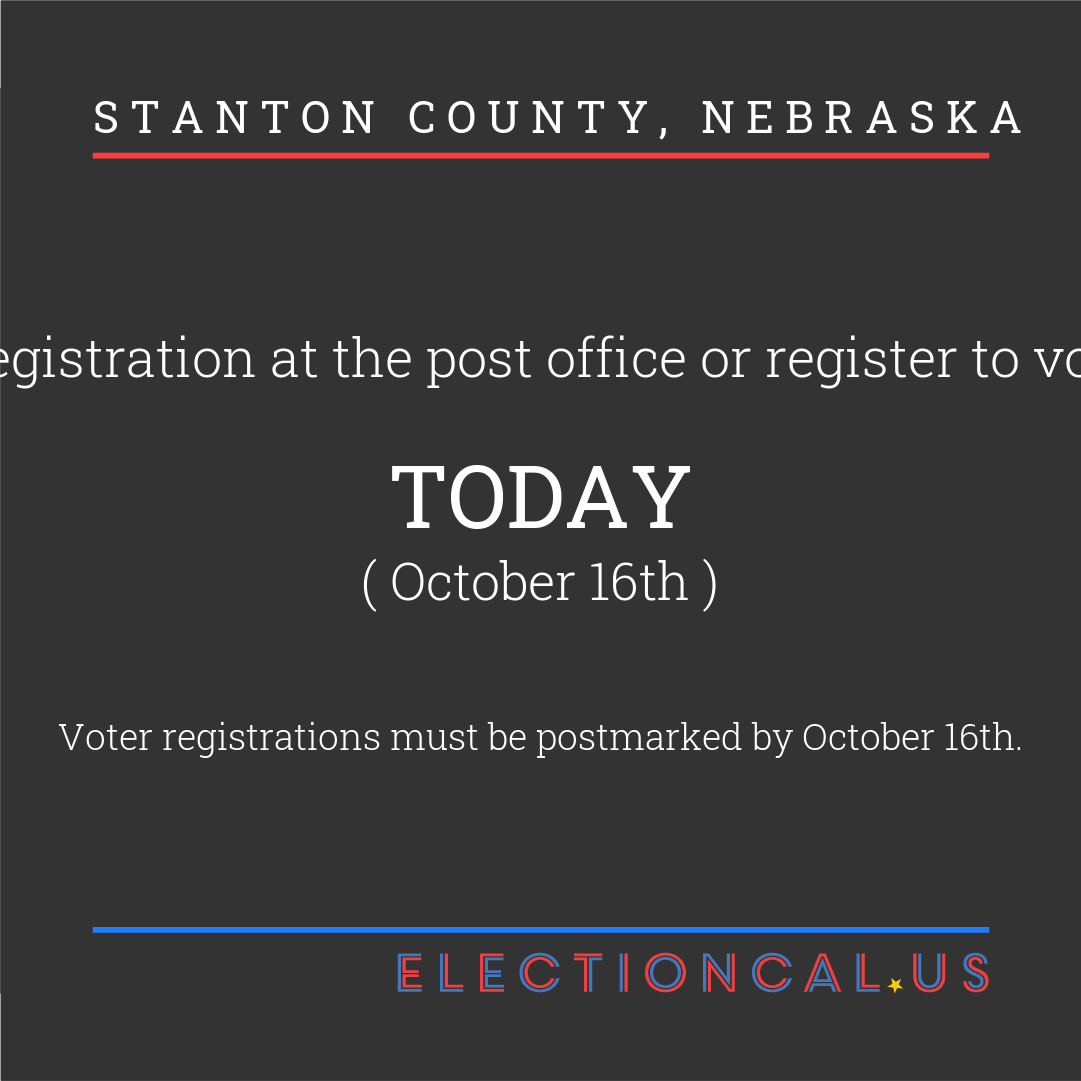 STANTON COUNTY, NEBRASKA
egistration at the post office or register to vo
TODAY
( October 16th )
Voter registrations must be postmarked by October 16th.
ELECTIONCAL.US